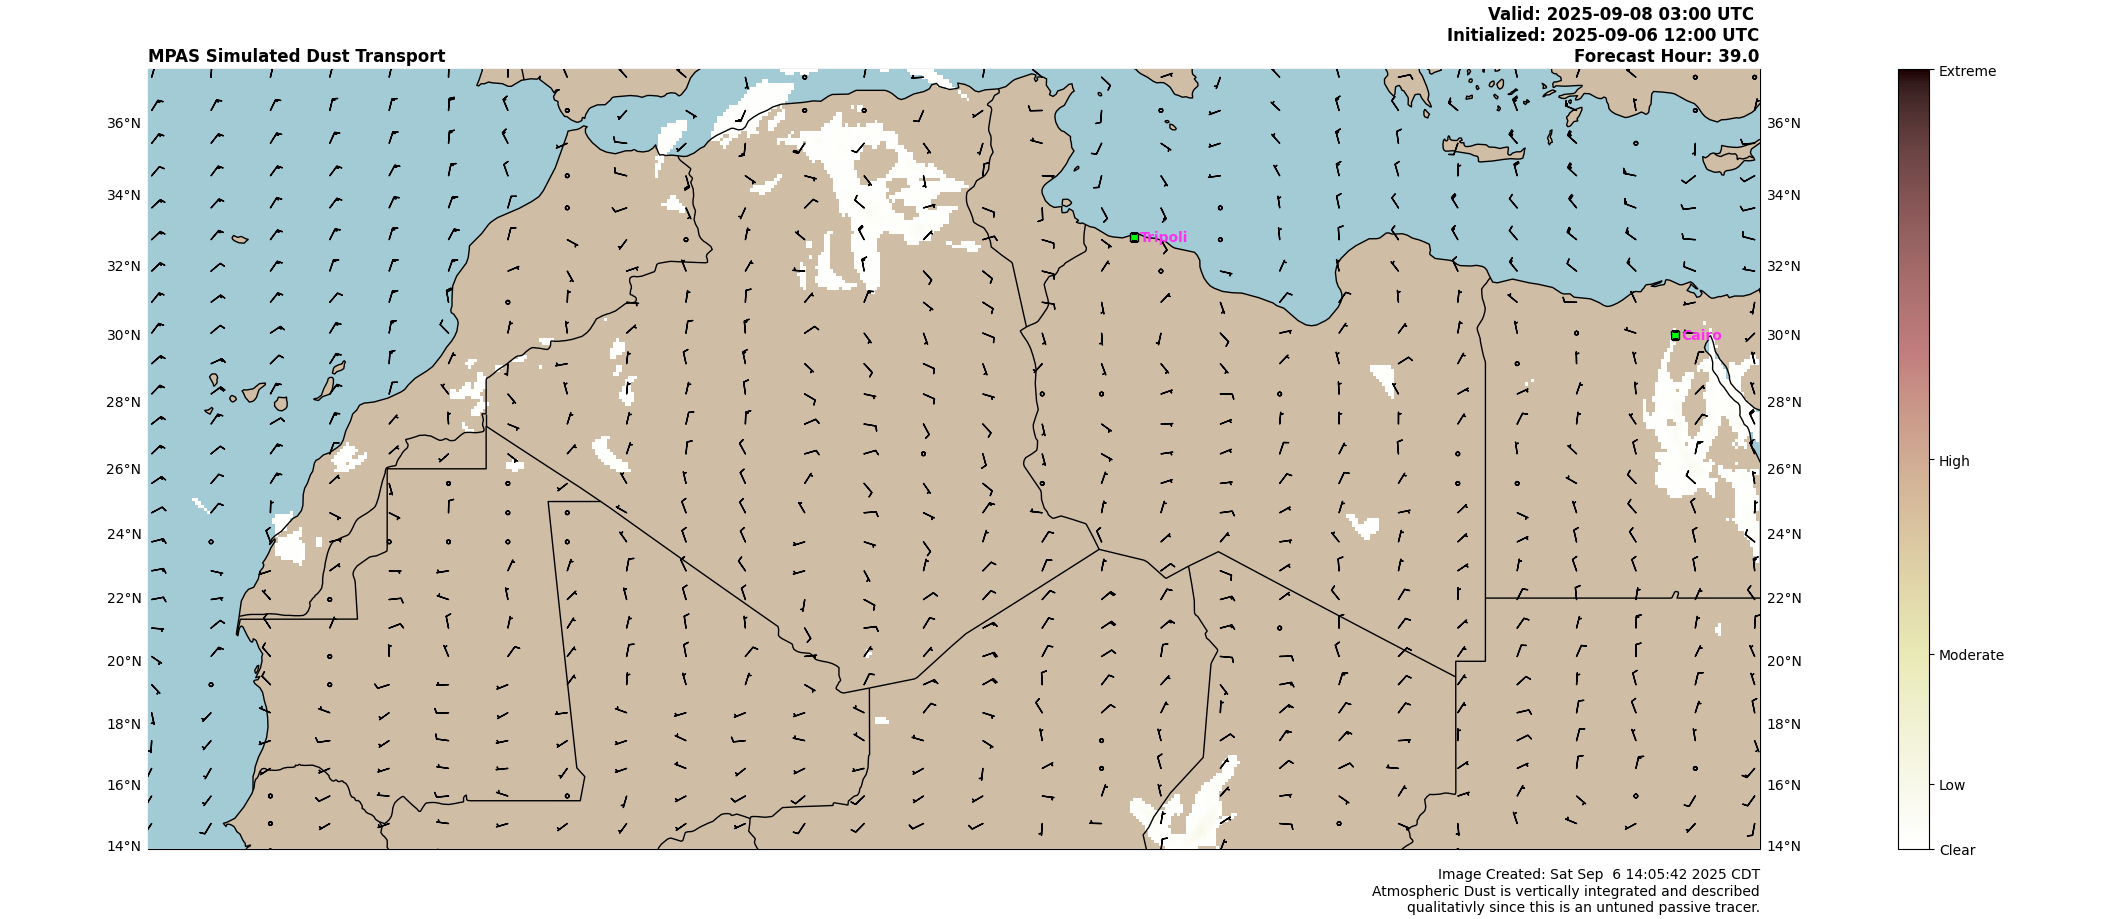 Valid: 2025-09-08 03:00 UTC
Initialized: 2025-09-06 12:00 UTC
MPAS Simulated Dust Transport
Forecast Hour: 39.0
Extreme
36°N
36°N
34°N
34°N
Tripoli
32°N
32°N
30°N
Cairo
30°N
28°N
28°N
High
26°N
26°N
24°N
24°N
22°N
22°N
20°N
20°N
Moderate
18°N
18°N
16°N
16°N
Low
14°N
14°N
Clear
Image Created: Sat Sep  6 14:05:42 2025 CDT
Atmospheric Dust is vertically integrated and described
qualitativly since this is an untuned passive tracer.